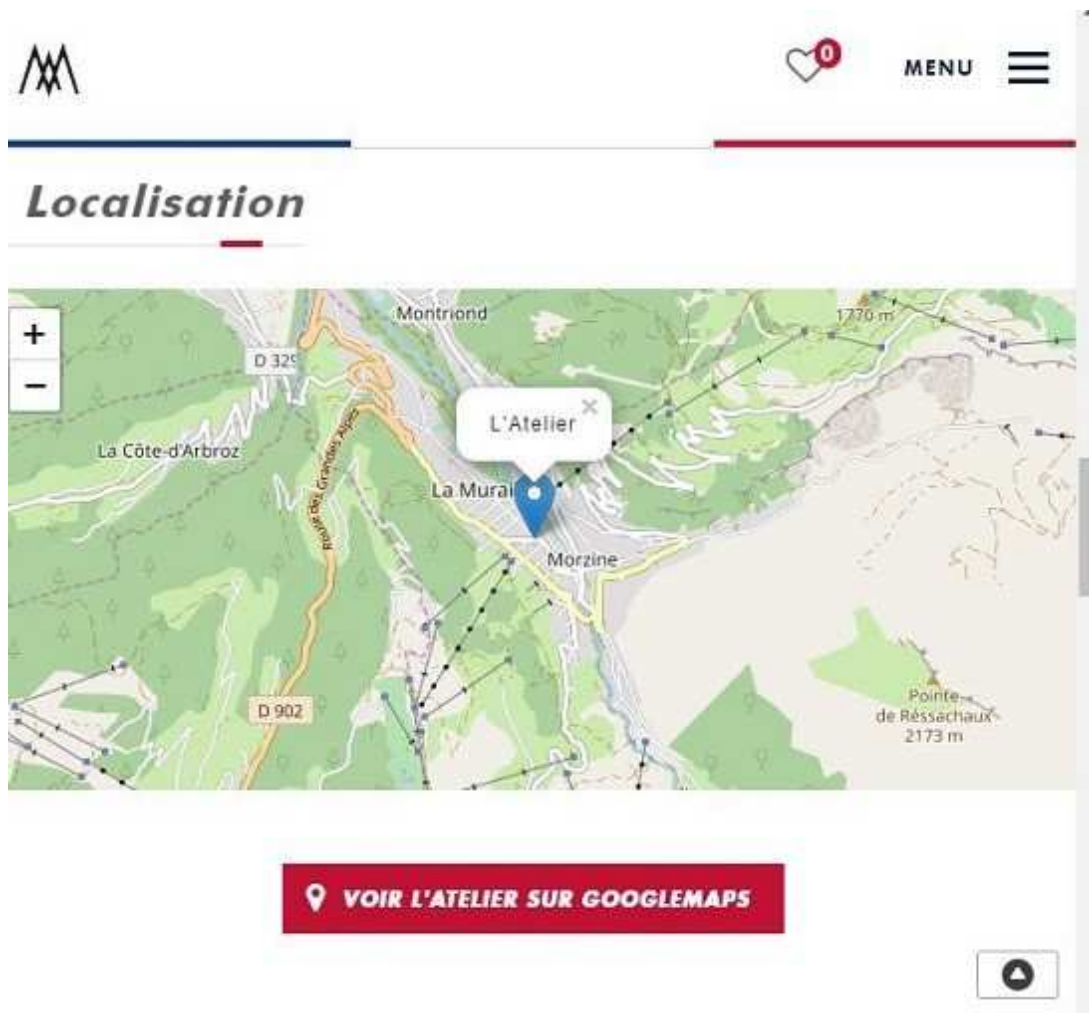 0
MENU
Localisation
+
−
Montriond
1770 m
D 329
L'Atelier
×
La Côte-d'Arbroz
Route des Grandes Alpes
La Murai
Morzine
D 902
Pointe
de Réssachaux
2173 m
VOIR L'ATELIER SUR GOOGLEMAPS